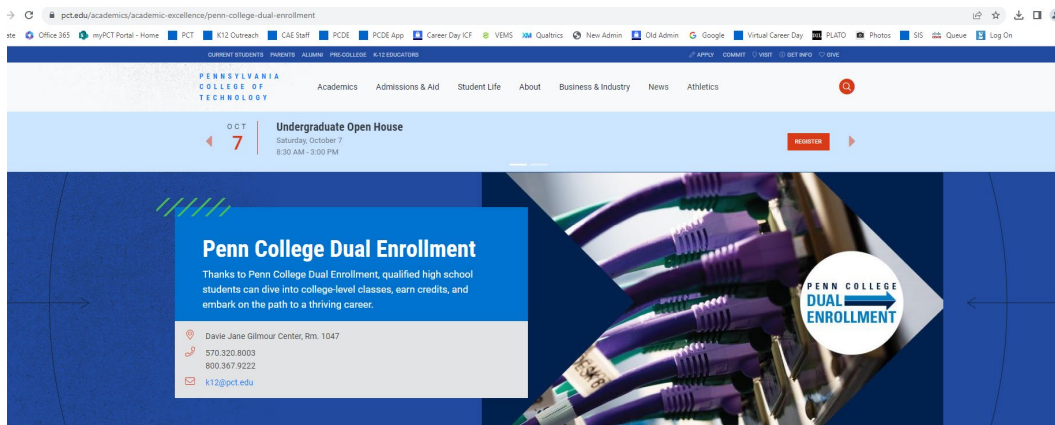 pct.edu/academics/academic-excellence/penn-college-dual-enrollment
ate Office 365 myPCT Portal - Home PCT K12 Outreach CAE Staff PCDE PCDE App Career Day ICF VEMS XM Qualtrics New Admin Old Admin G Google Virtual Career Day PLATO Photos SIS Queue Log On
CURRENT STUDENTS PARENTS ALUMNI PRE-COLLEGE K-12 EDUCATORS APPLY COMMIT VISIT GET INFO GIVE
PENNSYLVANIA
COLLEGE OF
TECHNOLOGY
Academics Admissions & Aid Student Life About Business & Industry News Athletics
OCT
7
Undergraduate Open House
Saturday, October 7
8:30 AM - 3:00 PM
REGISTER
Penn College Dual Enrollment
Thanks to Penn College Dual Enrollment, qualified high school
students can dive into college-level classes, earn credits, and
embark on the path to a thriving career.
Davie Jane Gilmour Center, Rm. 1047
570.320.8003
800.367.9222
k12@pct.edu
PENN COLLEGE
DUAL
ENROLLMENT